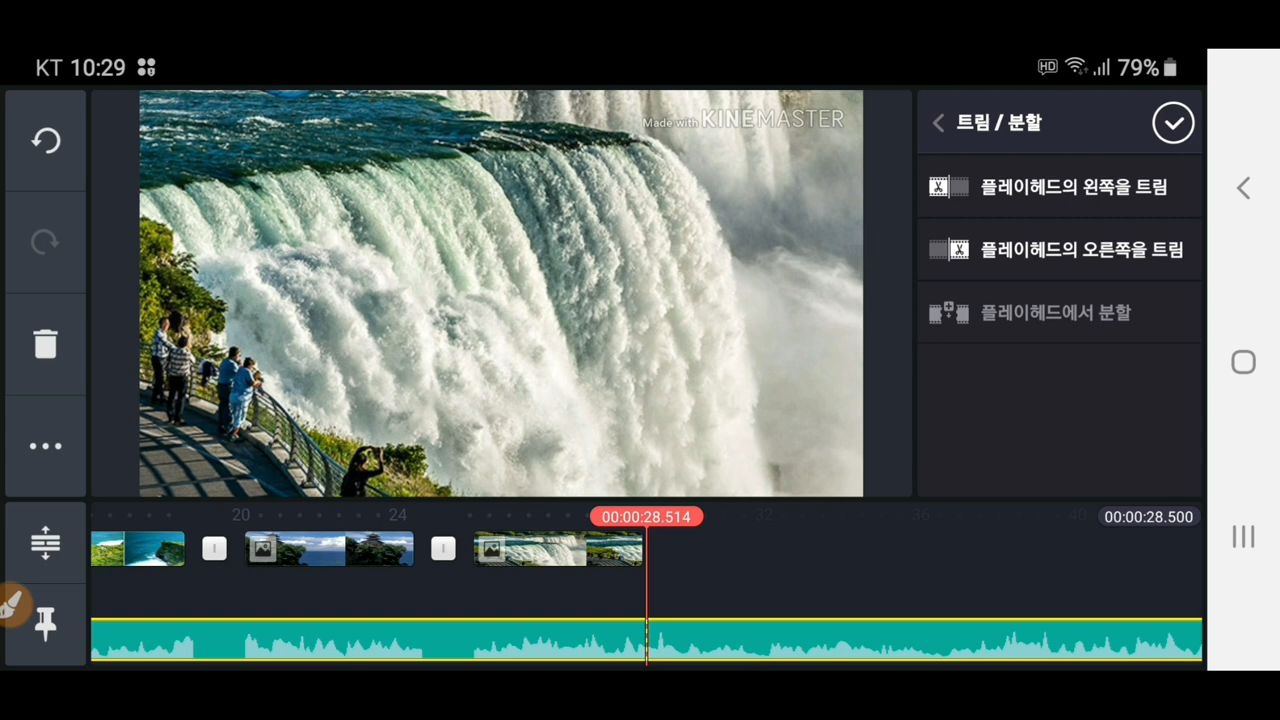 KT 10:29
HD 79%
Made with KINEMASTER
트림 / 분할
플레이헤드의 왼쪽을 트림
플레이헤드의 오른쪽을 트림
플레이헤드에서 분할
20 24 32 36 40
00:00:28.514
00:00:28.500